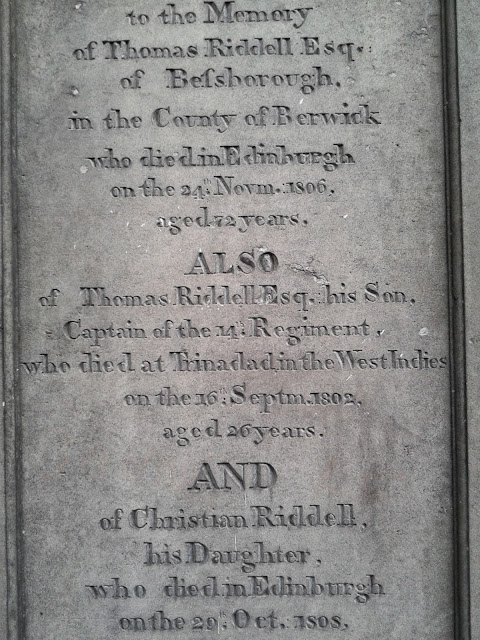 to the Memory
of Thomas Riddell Esq.
of Befsborough,
in the County of Berwick
who died in Edinburgh
on the 24th Novm. 1806.
aged 72 years.
ALSO
of Thomas Riddell Esq. his Son,
Captain of the 14th Regiment,
who died at Trinadad in the West Indies
on the 16th Septm. 1802,
aged 26 years.
AND
of Christian Riddell,
his Daughter,
who died in Edinburgh
on the 29th Oct. 1808.